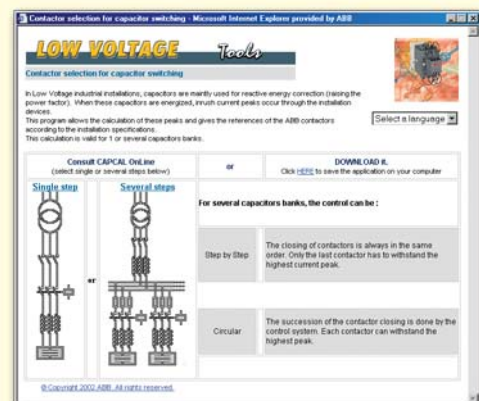 Contactor selection for capacitor switching - Microsoft Internet Explorer provided by ABB
LOW VOLTAGE Tools
Contactor selection for capacitor switching
In Low Voltage industrial installations, capacitors are mainly used for reactive energy correction (raising the
power factor). When these capacitors are energized, inrush current peaks occur through the installation
devices.
This program allows the calculation of these peaks and gives the references of the ABB contactors
according to the installation specifications.
This calculation is valid for 1 or several capacitors banks.
Select a language
Consult CAPCAL OnLine
(select single or several steps below)
or
DOWNLOAD it.
Click HERE to save the application on your computer
Single step
or
Several steps
For several capacitors banks, the control can be :
Step by Step
The closing of contactors is always in the same
order. Only the last contactor has to withstand the
highest current peak.
Circular
The succession of the contactor closing is done by the
control system. Each contactor can withstand the
highest peak.
© Copyright 2002 ABB. All rights reserved.